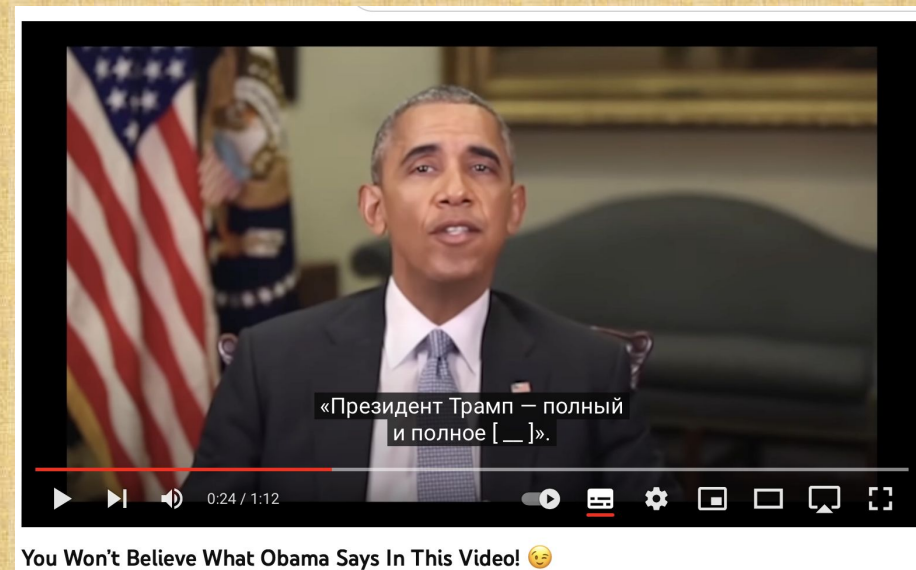 «Президент Трамп — полный
и полное [ __ ]».
0:24 / 1:12
You Won't Believe What Obama Says In This Video! 😉